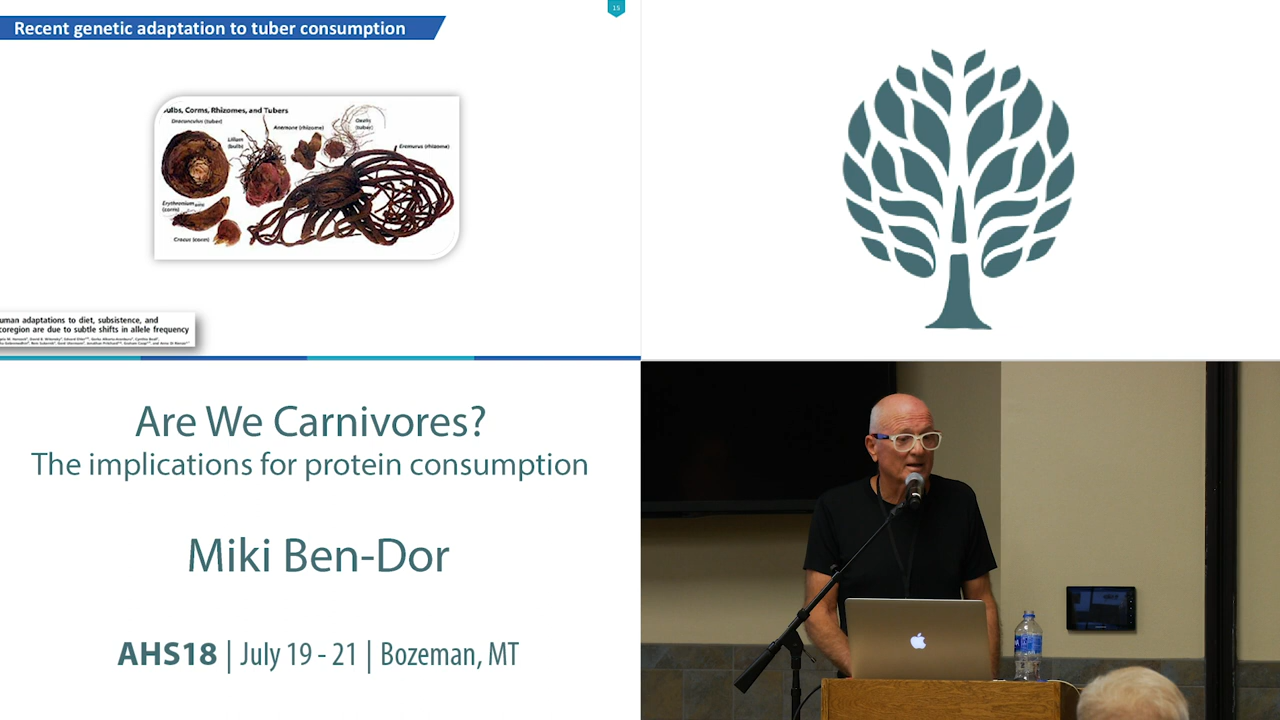 Recent genetic adaptation to tuber consumption
15
ulbs, Corms, Rhizomes, and Tubers
Draconculus (tuber)
Lilium
(bulb)
Anemone (rhizome)
Oxalis
(tuber)
Eremurus (rhizome)
Erythronium
(corm)
Crocus (corm)
uman adaptations to diet, subsistence, and
coregion are due to subtle shifts in allele frequency
Are We Carnivores?
The implications for protein consumption
Miki Ben-Dor
AHS18 | July 19 - 21 | Bozeman, MT